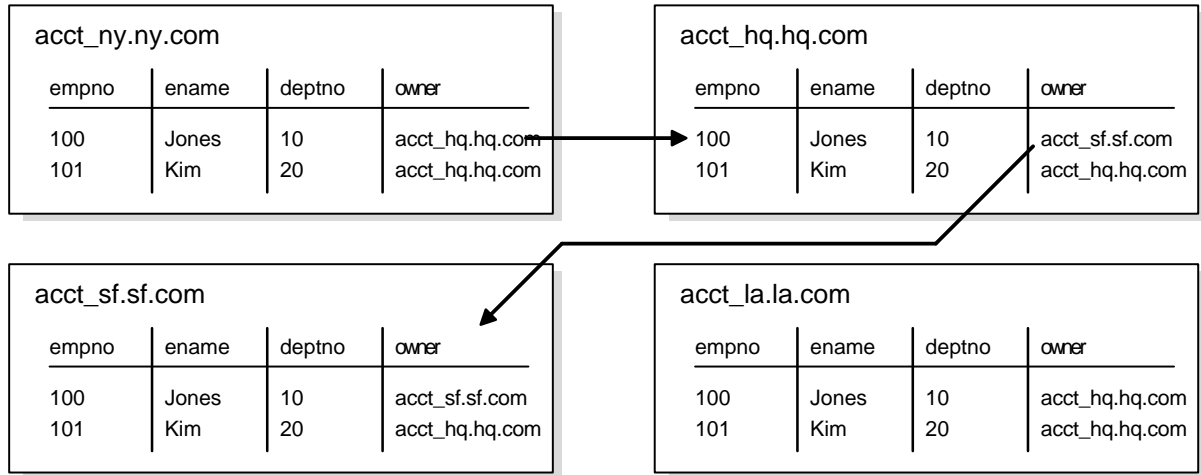 acct_ny.ny.com
empno ename deptno owner
100 Jones 10 acct_hq.hq.com
101 Kim 20 acct_hq.hq.com
acct_hq.hq.com
empno ename deptno owner
100 Jones 10 acct_sf.sf.com
101 Kim 20 acct_hq.hq.com
acct_sf.sf.com
empno ename deptno owner
100 Jones 10 acct_sf.sf.com
101 Kim 20 acct_hq.hq.com
acct_la.la.com
empno ename deptno owner
100 Jones 10 acct_hq.hq.com
101 Kim 20 acct_hq.hq.com